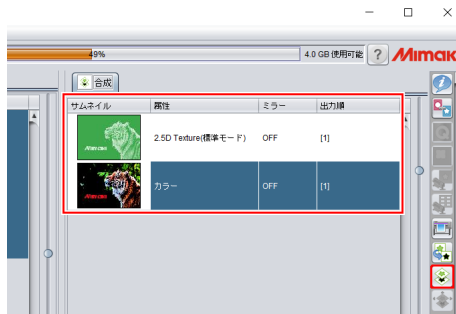 49%
4.0 GB 使用可能
?
Mimak
合成
サムネイル 属性 ミラー 出力順
2.5D Texture(標準モード) OFF [1]
カラー OFF [1]